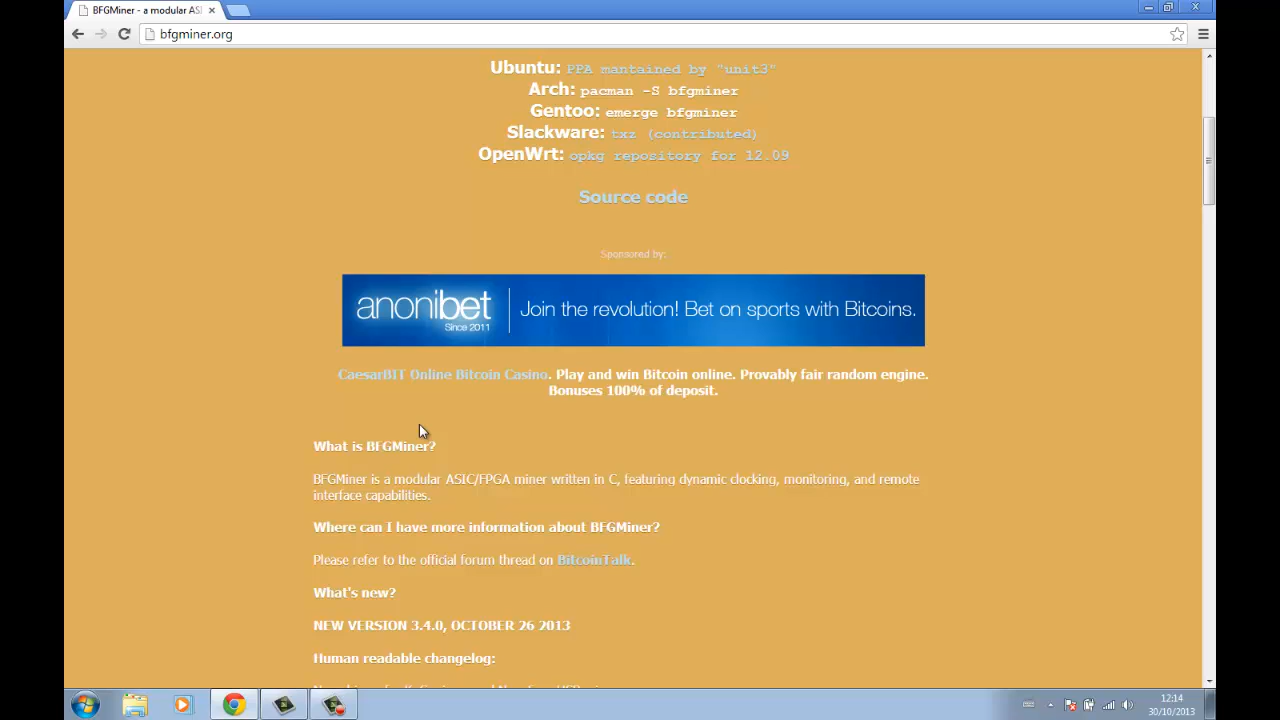 BFGMiner - a modular ASI
bfgminer.org
Ubuntu: PPA mantained by "unit3"
Arch: pacman -S bfgminer
Gentoo: emerge bfgminer
Slackware: txz (contributed)
OpenWrt: opkg repository for 12.09
Source code
Sponsored by:
anonibet Since 2011 Join the revolution! Bet on sports with Bitcoins.
CaesarBIT Online Bitcoin Casino. Play and win Bitcoin online. Provably fair random engine.
Bonuses 100% of deposit.
What is BFGMiner?
BFGMiner is a modular ASIC/FPGA miner written in C, featuring dynamic clocking, monitoring, and remote
interface capabilities.
Where can I have more information about BFGMiner?
Please refer to the official forum thread on BitcoinTalk.
What's new?
NEW VERSION 3.4.0, OCTOBER 26 2013
Human readable changelog:
12:14
30/10/2013